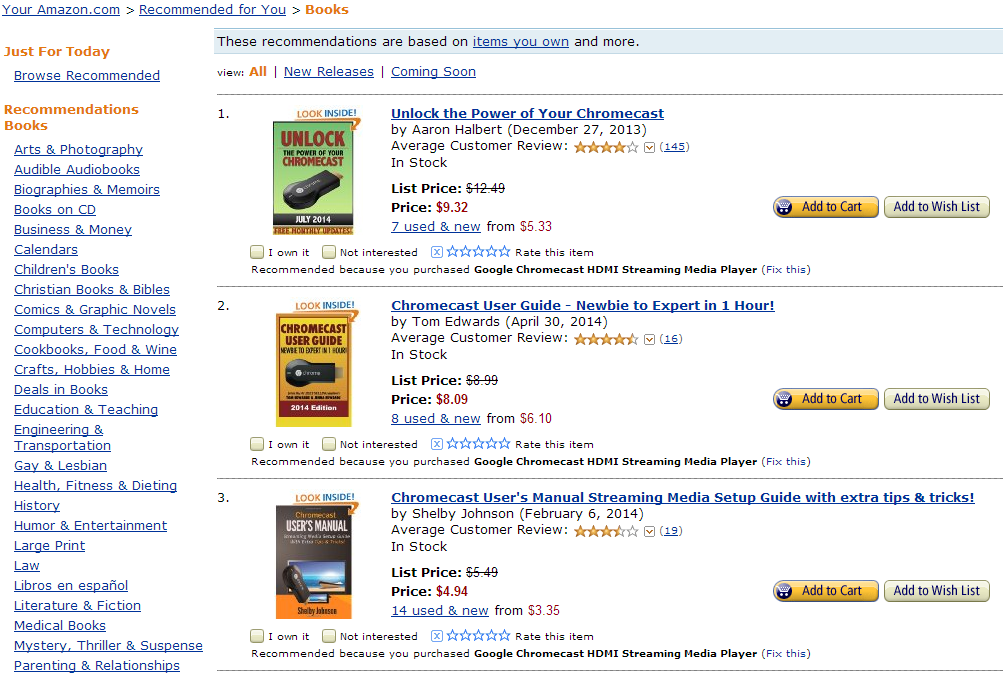 Your Amazon.com > Recommended for You > Books
Just For Today
Browse Recommended
Recommendations
Books
Arts & Photography
Audible Audiobooks
Biographies & Memoirs
Books on CD
Business & Money
Calendars
Children's Books
Christian Books & Bibles
Comics & Graphic Novels
Computers & Technology
Cookbooks, Food & Wine
Crafts, Hobbies & Home
Deals in Books
Education & Teaching
Engineering &
Transportation
Gay & Lesbian
Health, Fitness & Dieting
History
Humor & Entertainment
Large Print
Law
Libros en español
Literature & Fiction
Medical Books
Mystery, Thriller & Suspense
Parenting & Relationships
These recommendations are based on items you own and more.
view: All | New Releases | Coming Soon
1.
LOOK INSIDE!
UNLOCK
THE POWER OF YOUR
CHROMECAST
chrome
JULY 2014
FREE MONTHLY UPDATES
Unlock the Power of Your Chromecast
by Aaron Halbert (December 27, 2013)
Average Customer Review: (145)
In Stock
List Price: $12.49
Price: $9.32
7 used & new from $5.33
Add to Cart Add to Wish List
I own it Not interested X Rate this item
Recommended because you purchased Google Chromecast HDMI Streaming Media Player (Fix this)
2.
LOOK INSIDE!
CHROMECAST
USER GUIDE
NEWBIE TO EXPERT IN 1 HOUR!
chrome
TOM EDWARDS & JENNA EDWARDS
2014 Edition
Chromecast User Guide - Newbie to Expert in 1 Hour!
by Tom Edwards (April 30, 2014)
Average Customer Review: (16)
In Stock
List Price: $8.99
Price: $8.09
8 used & new from $6.10
Add to Cart Add to Wish List
I own it Not interested X Rate this item
Recommended because you purchased Google Chromecast HDMI Streaming Media Player (Fix this)
3.
LOOK INSIDE!
Chromecast
USER'S MANUAL
Streaming Media Setup Guide
With Extra Tips & Tricks!
Shelby Johnson
Chromecast User's Manual Streaming Media Setup Guide with extra tips & tricks!
by Shelby Johnson (February 6, 2014)
Average Customer Review: (19)
In Stock
List Price: $5.49
Price: $4.94
14 used & new from $3.35
Add to Cart Add to Wish List
I own it Not interested X Rate this item
Recommended because you purchased Google Chromecast HDMI Streaming Media Player (Fix this)